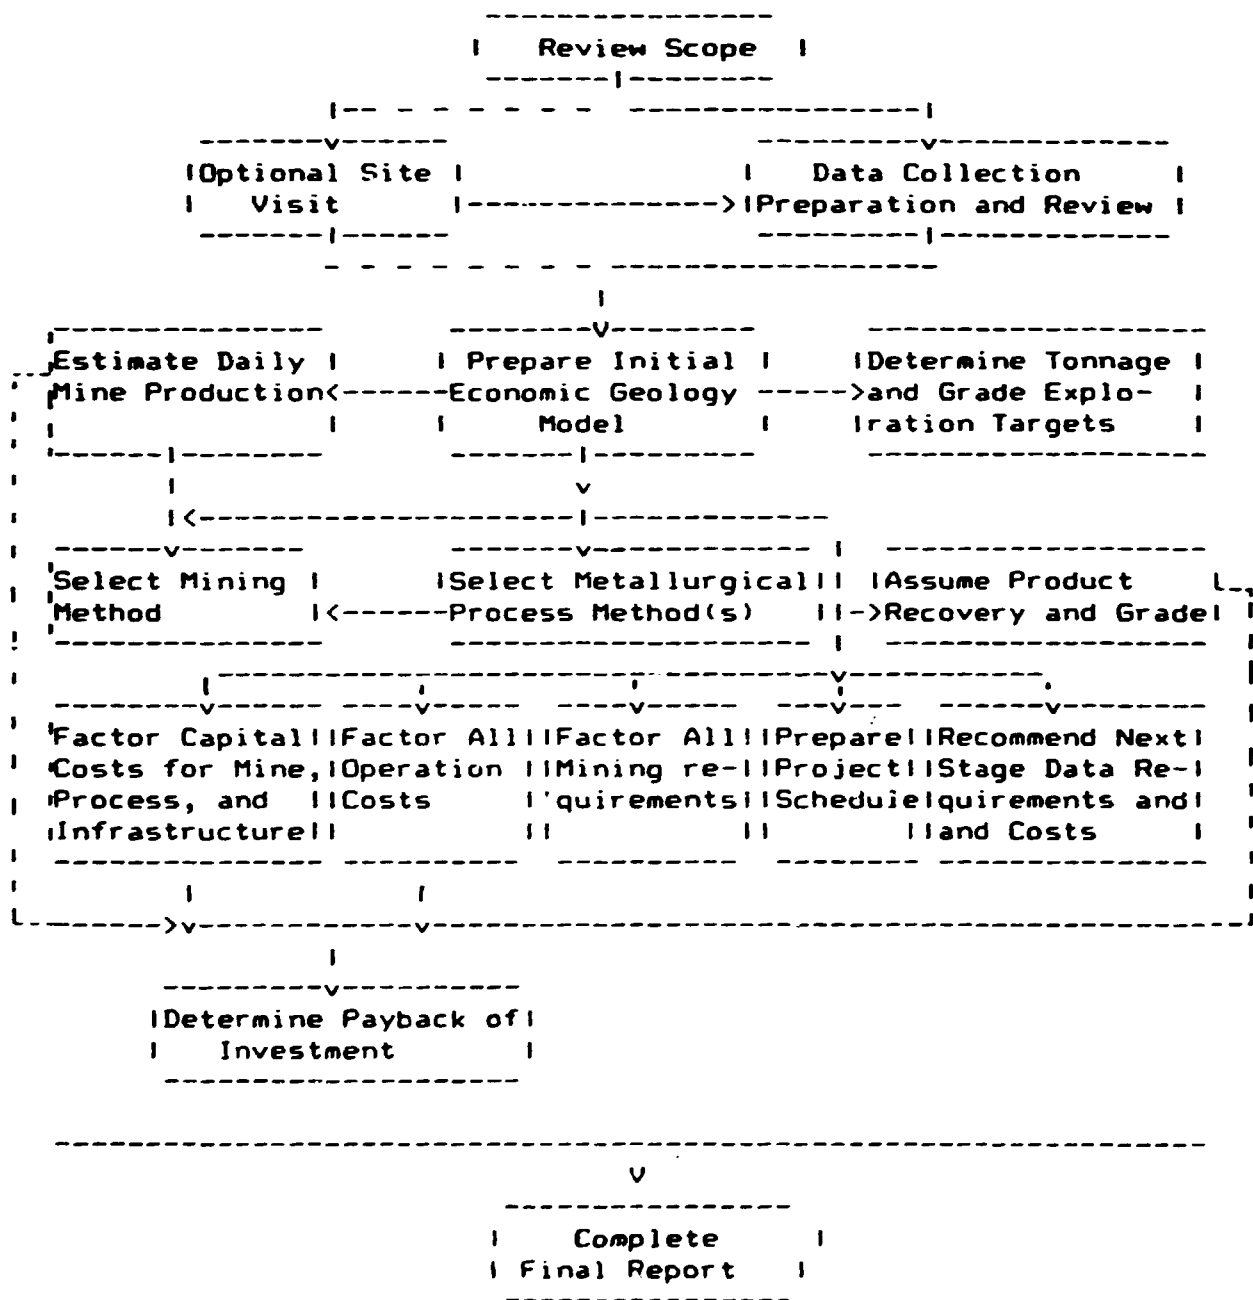 Review Scope
Optional Site
Visit
Data Collection
Preparation and Review
Estimate Daily
Mine Production
Prepare Initial
Economic Geology
Model
Determine Tonnage
and Grade Explo-
ration Targets
Select Mining
Method
Select Metallurgical
Process Method(s)
Assume Product
Recovery and Grade
Factor Capital
Costs for Mine,
Process, and
Infrastructure
Factor All
Operation
Costs
Factor All
Mining re-
quirements
Prepare
Project
Schedule
Recommend Next
Stage Data Re-
quirements and
and Costs
Determine Payback of
Investment
Complete
Final Report